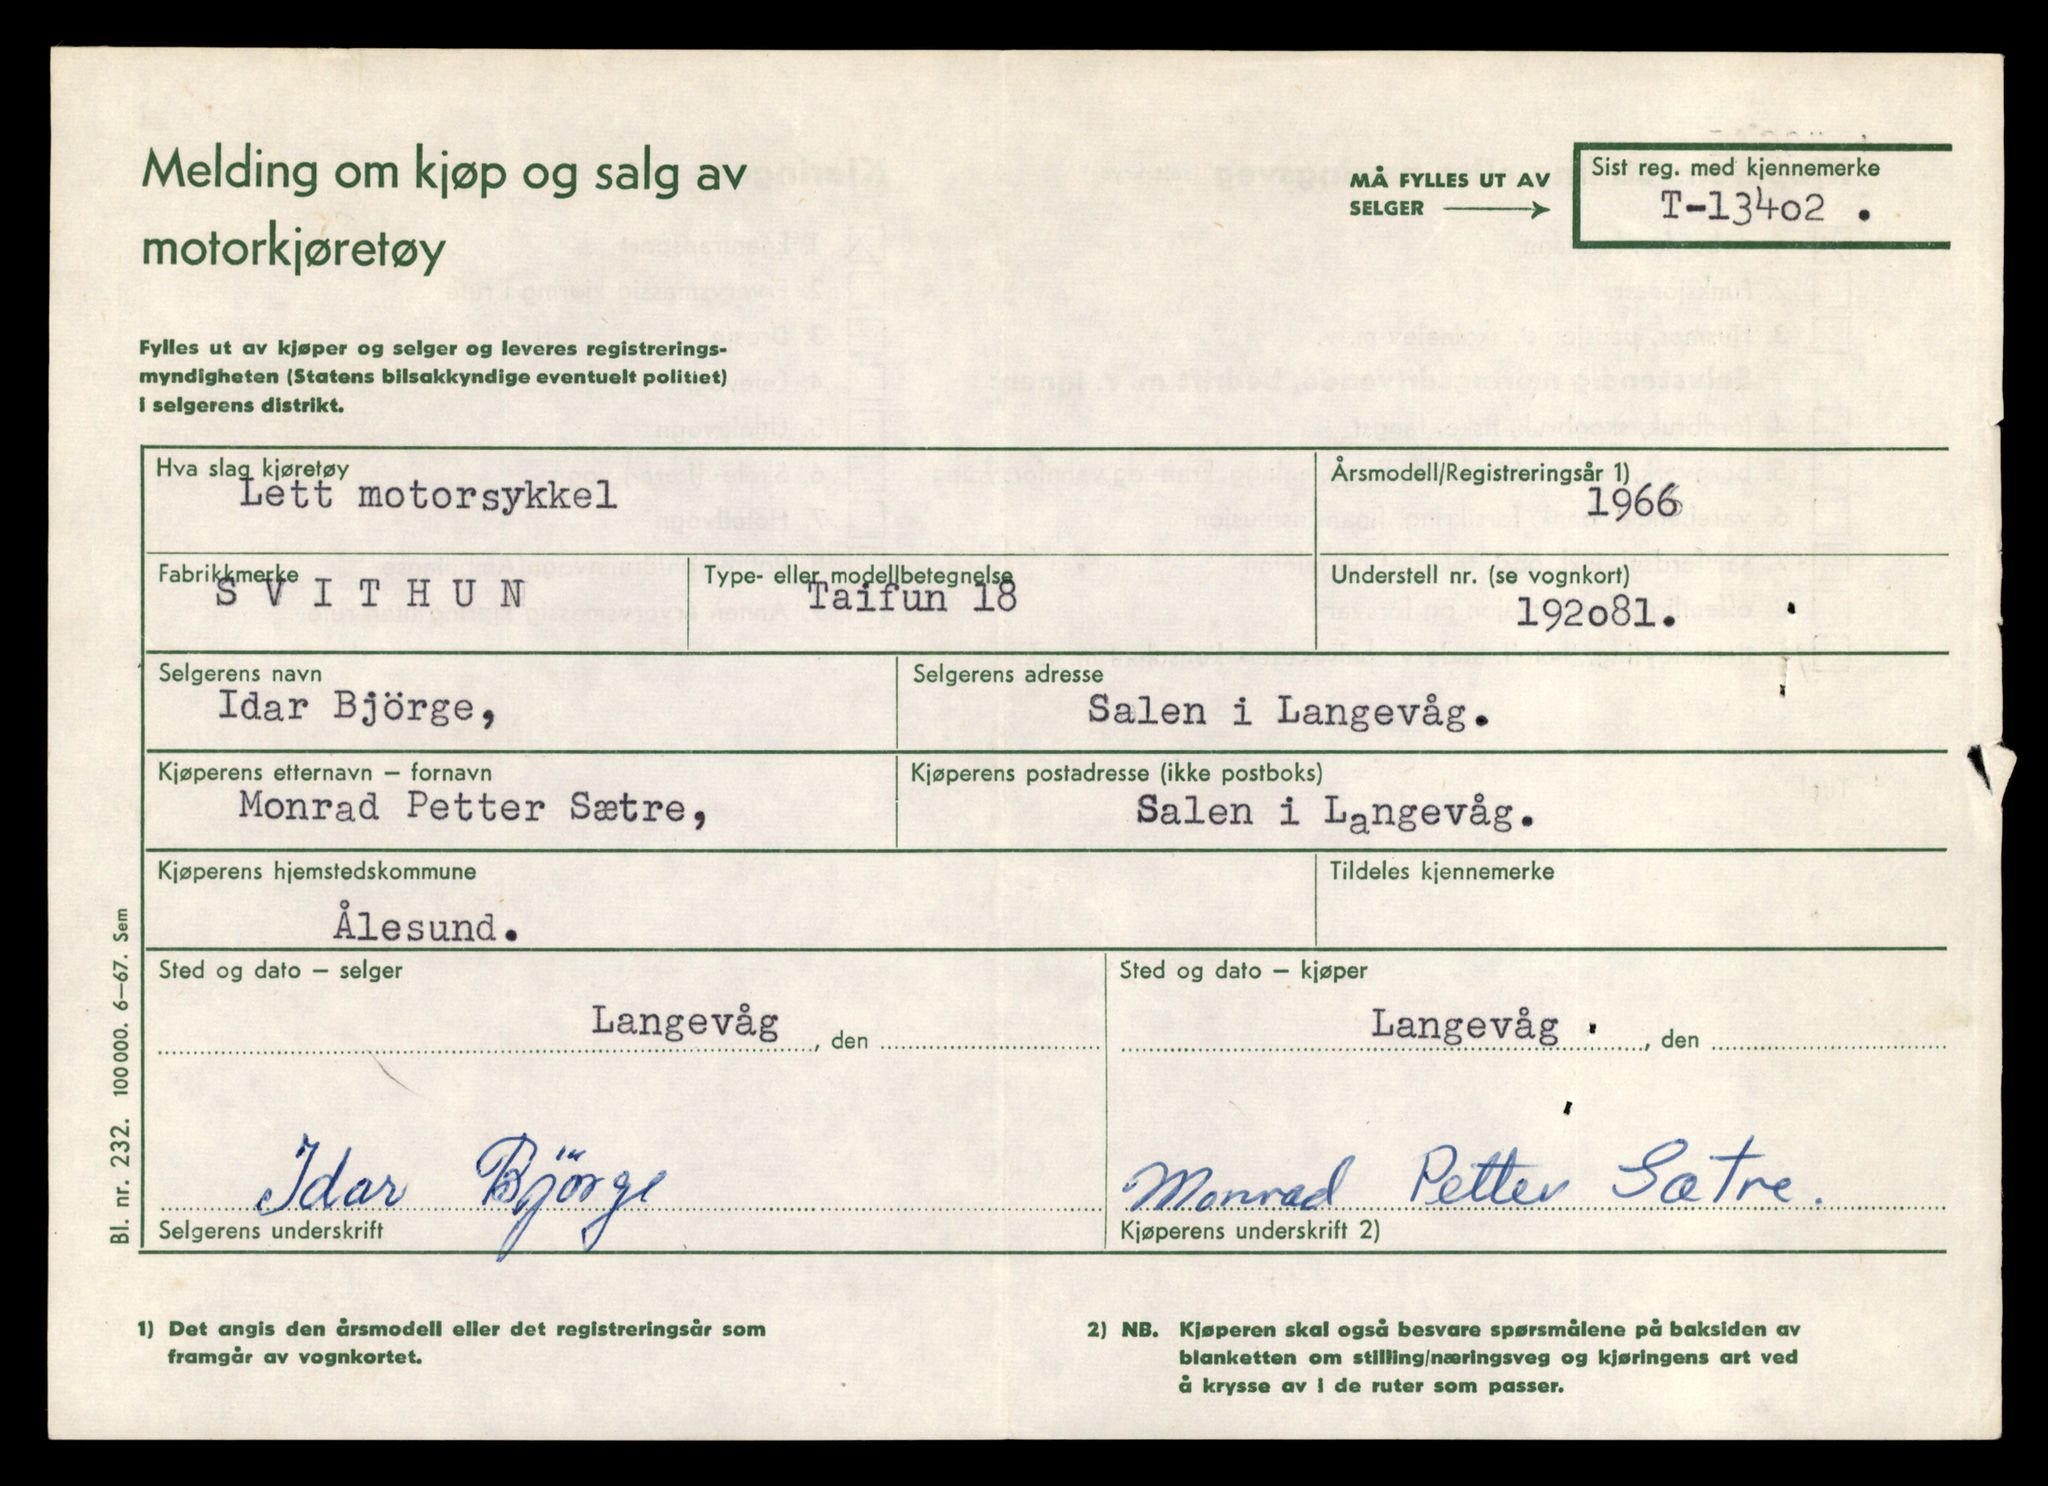 Melding om kjøp og salg av
motorkjøretøy
MÅ FYLLES UT AV
SELGER
Sist reg. med kjennemerke
T-13402 .
Fylles ut av kjøper og selger og leveres registrerings-
myndigheten (Statens bilsakkyndige eventuelt politiet)
i selgerens distrikt.
Hva slag kjøretøy
Lett motorsykkel
Årsmodell/Registreringsår 1)
1966
Fabrikkmerke
S V I T H U N
Type- eller modellbetegnelse
Taifun 18
Understell nr. (se vognkort)
192081.
Selgerens navn
Idar Björge,
Selgerens adresse
Salen i Langevåg.
Kjøperens etternavn – fornavn
Monrad Petter Sætre,
Kjøperens postadresse (ikke postboks)
Salen i Langevåg.
Kjøperens hjemstedskommune
Ålesund.
Tildeles kjennemerke
Sted og dato – selger
Langevåg , den
Sted og dato – kjøper
Langevåg , den
Idar Björge
Selgerens underskrift
Monrad Petter Sætre.
Kjøperens underskrift 2)
Bl. nr. 232. 100 000. 6–67. Sem
1) Det angis den årsmodell eller det registreringsår som
framgår av vognkortet.
2) NB. Kjøperen skal også besvare spørsmålene på baksiden av
blanketten om stilling/næringsveg og kjøringens art ved
å krysse av i de ruter som passer.